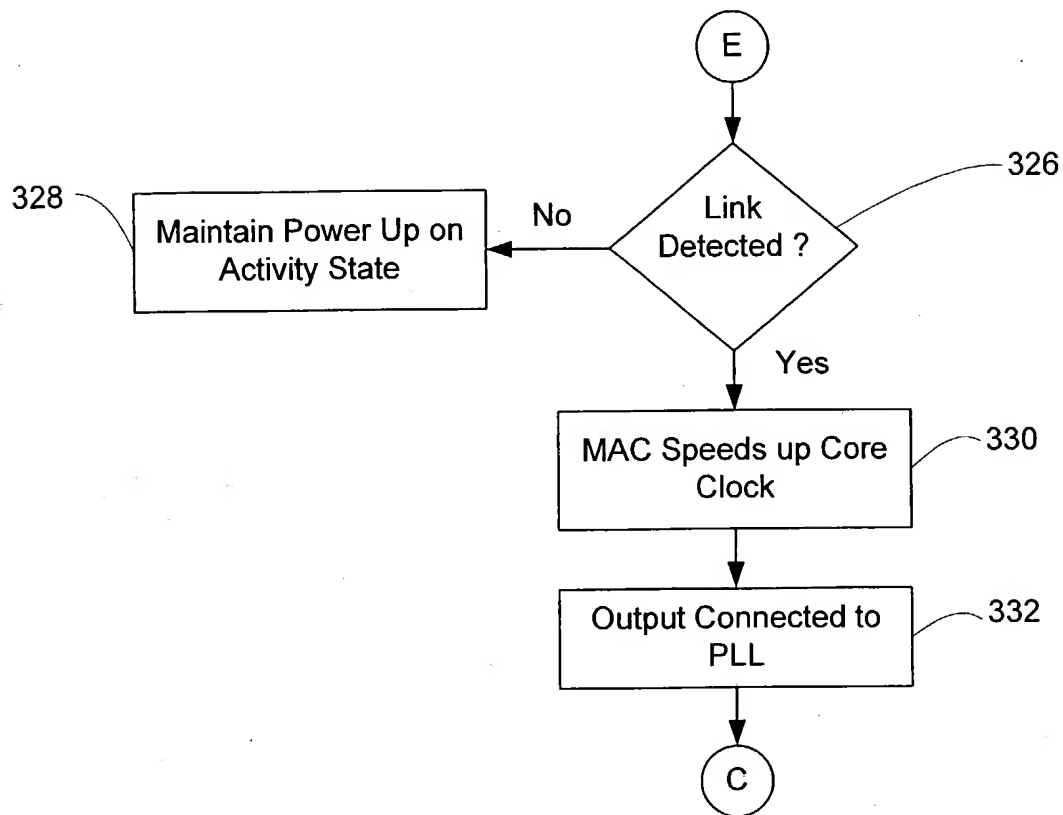 E
326
Link
Detected ?
328
No
Maintain Power Up on
Activity State
Yes
330
MAC Speeds up Core
Clock
332
Output Connected to
PLL
C